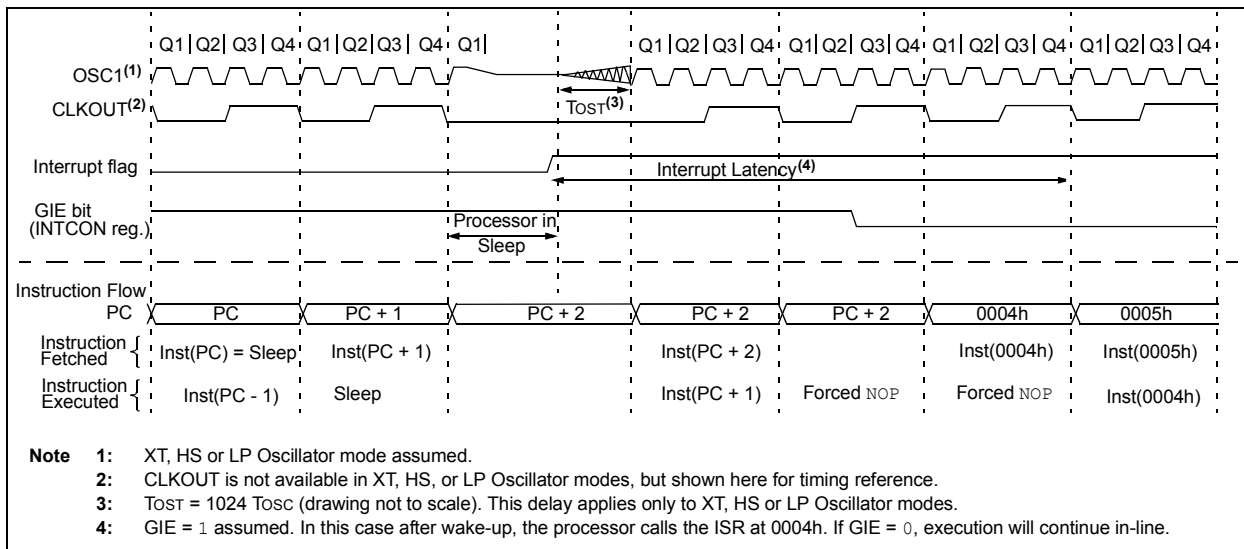 Q1 Q2 Q3 Q4 Q1 Q2 Q3 Q4 Q1 Q1 Q2 Q3 Q4 Q1 Q2 Q3 Q4 Q1 Q2 Q3 Q4 Q1 Q2 Q3 Q4
OSC1(1)
TOST(3)
CLKOUT(2)
Interrupt flag
Interrupt Latency(4)
GIE bit
(INTCON reg.)
Processor in
Sleep
Instruction Flow
PC PC PC + 1 PC + 2 PC + 2 PC + 2 0004h 0005h
Instruction
Fetched
Inst(PC) = Sleep Inst(PC + 1) Inst(PC + 2) Inst(0004h) Inst(0005h)
Instruction
Executed
Inst(PC - 1) Sleep Inst(PC + 1) Forced NOP Forced NOP Inst(0004h)
Note 1: XT, HS or LP Oscillator mode assumed.
2: CLKOUT is not available in XT, HS, or LP Oscillator modes, but shown here for timing reference.
3: TOST = 1024 TOSC (drawing not to scale). This delay applies only to XT, HS or LP Oscillator modes.
4: GIE = 1 assumed. In this case after wake-up, the processor calls the ISR at 0004h. If GIE = 0, execution will continue in-line.